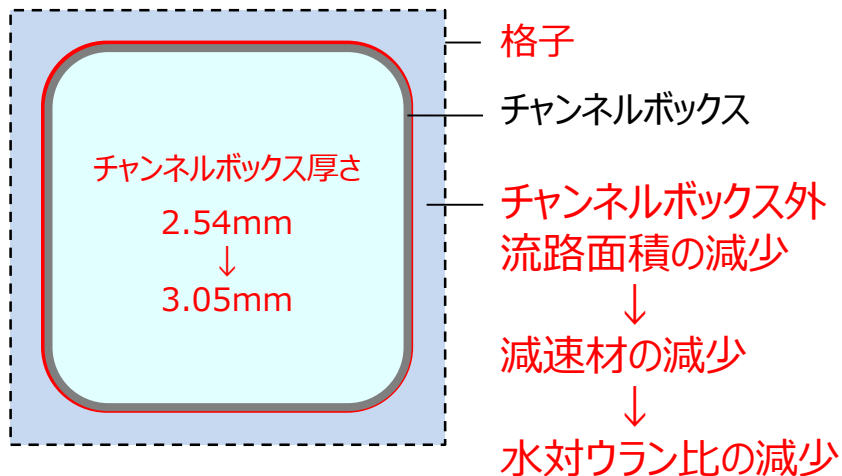 格子
チャンネルボックス
チャンネルボックス厚さ
2.54mm
↓
3.05mm
チャンネルボックス外
流路面積の減少
↓
減速材の減少
↓
水対ウラン比の減少